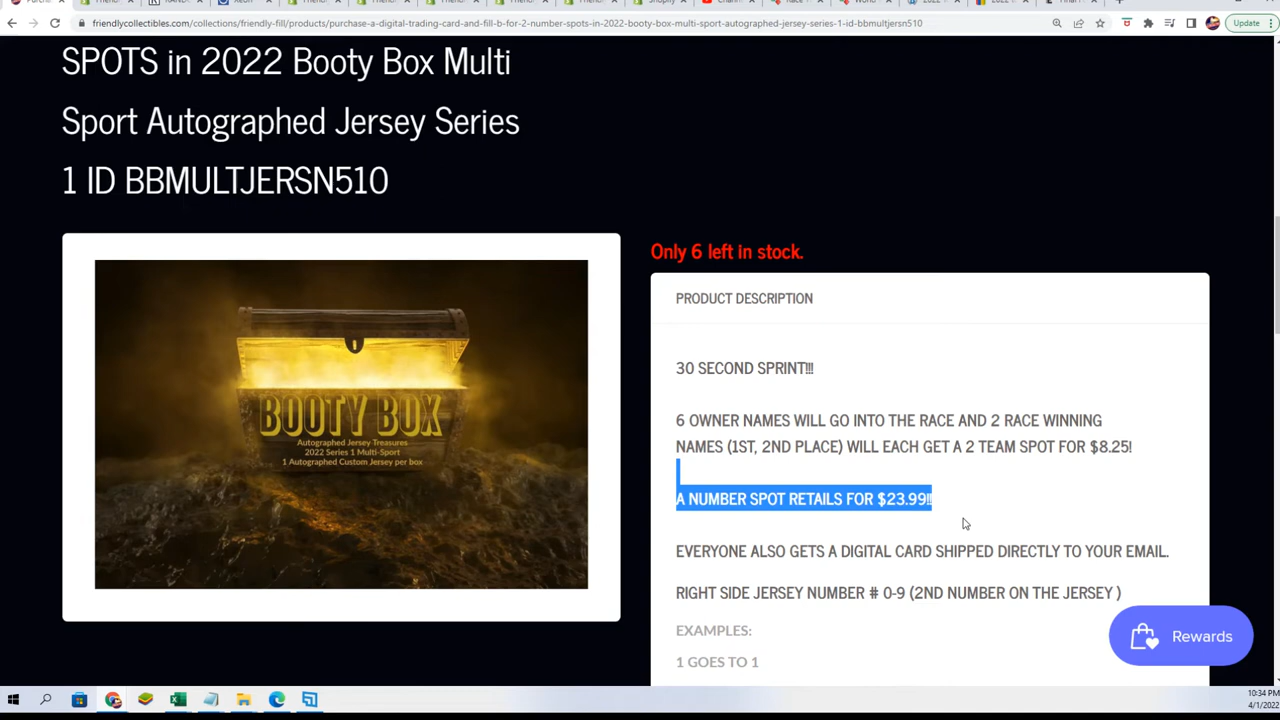 friendlycollectibles.com/collections/friendly-fill/products/purchase-a-digital-trading-card-and-fill-b-for-2-number-spots-in-2022-booty-box-multi-sport-autographed-jersey-series-1-id-bbmultjersn510
Update
SPOTS in 2022 Booty Box Multi
Sport Autographed Jersey Series
1 ID BBMULTJERSN510
Only 6 left in stock.
PRODUCT DESCRIPTION
30 SECOND SPRINT!!!
6 OWNER NAMES WILL GO INTO THE RACE AND 2 RACE WINNING
NAMES (1ST, 2ND PLACE) WILL EACH GET A 2 TEAM SPOT FOR $8.25!
A NUMBER SPOT RETAILS FOR $23.99!!
EVERYONE ALSO GETS A DIGITAL CARD SHIPPED DIRECTLY TO YOUR EMAIL.
RIGHT SIDE JERSEY NUMBER # 0-9 (2ND NUMBER ON THE JERSEY )
EXAMPLES:
1 GOES TO 1
BOOTY BOX
Autographed Jersey Treasures
2022 Series 1 Multi-Sport
1 Autographed Custom Jersey per box
Rewards
10:34 PM
4/1/2022